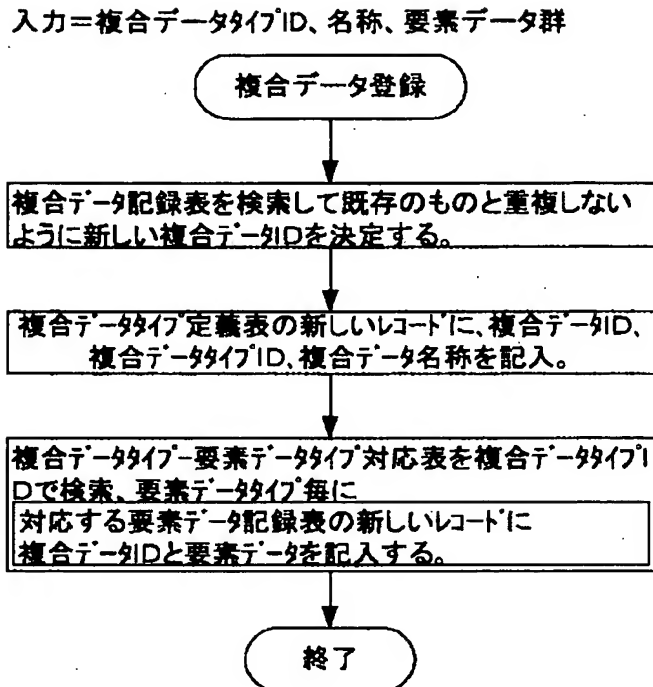 入力＝複合データタイプID、名称、要素データ群
複合データ登録
複合データ記録表を検索して既存のものと重複しない
ように新しい複合データIDを決定する。
複合データタイプ定義表の新しいレコードに、複合データID、
複合データタイプID、複合データ名称を記入。
複合データタイプ-要素データタイプ対応表を複合データタイプI
Dで検索、要素データタイプ毎に
対応する要素データ記録表の新しいレコードに
複合データIDと要素データを記入する。
終了